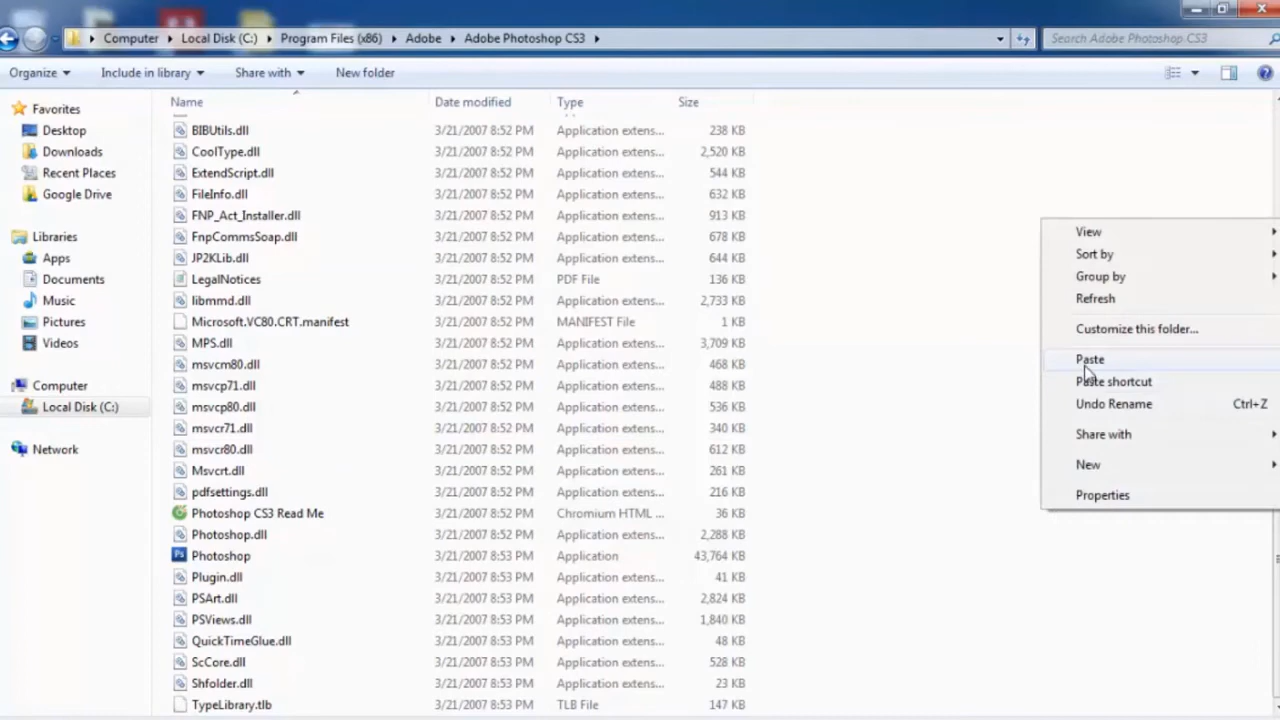 Computer Local Disk (C:) Program Files (x86) Adobe Adobe Photoshop CS3 Search Adobe Photoshop CS3
Organize Include in library Share with New folder
Favorites
Desktop
Downloads
Recent Places
Google Drive
Libraries
Apps
Documents
Music
Pictures
Videos
Computer
Local Disk (C:)
Network
Name Date modified Type Size
BIBUtils.dll 3/21/2007 8:52 PM Application extens... 238 KB
CoolType.dll 3/21/2007 8:52 PM Application extens... 2,520 KB
ExtendScript.dll 3/21/2007 8:52 PM Application extens... 544 KB
FileInfo.dll 3/21/2007 8:52 PM Application extens... 632 KB
FNP_Act_Installer.dll 3/21/2007 8:52 PM Application extens... 913 KB
FnpCommsSoap.dll 3/21/2007 8:52 PM Application extens... 678 KB
JP2KLib.dll 3/21/2007 8:52 PM Application extens... 644 KB
LegalNotices 3/21/2007 8:52 PM PDF File 136 KB
libmmd.dll 3/21/2007 8:52 PM Application extens... 2,733 KB
Microsoft.VC80.CRT.manifest 3/21/2007 8:52 PM MANIFEST File 1 KB
MPS.dll 3/21/2007 8:52 PM Application extens... 3,709 KB
msvcm80.dll 3/21/2007 8:52 PM Application extens... 468 KB
msvcp71.dll 3/21/2007 8:52 PM Application extens... 488 KB
msvcp80.dll 3/21/2007 8:52 PM Application extens... 536 KB
msvcr71.dll 3/21/2007 8:52 PM Application extens... 340 KB
msvcr80.dll 3/21/2007 8:52 PM Application extens... 612 KB
Msvcrt.dll 3/21/2007 8:52 PM Application extens... 261 KB
pdfsettings.dll 3/21/2007 8:52 PM Application extens... 216 KB
Photoshop CS3 Read Me 3/21/2007 8:52 PM Chromium HTML ... 36 KB
Photoshop.dll 3/21/2007 8:52 PM Application extens... 2,288 KB
Photoshop 3/21/2007 8:53 PM Application 43,764 KB
Plugin.dll 3/21/2007 8:53 PM Application extens... 41 KB
PSArt.dll 3/21/2007 8:53 PM Application extens... 2,824 KB
PSViews.dll 3/21/2007 8:53 PM Application extens... 1,840 KB
QuickTimeGlue.dll 3/21/2007 8:53 PM Application extens... 48 KB
ScCore.dll 3/21/2007 8:53 PM Application extens... 528 KB
Shfolder.dll 3/21/2007 8:53 PM Application extens... 23 KB
TypeLibrary.tlb 3/21/2007 8:53 PM TLB File 147 KB
View
Sort by
Group by
Refresh
Customize this folder...
Paste
Paste shortcut
Undo Rename Ctrl+Z
Share with
New
Properties